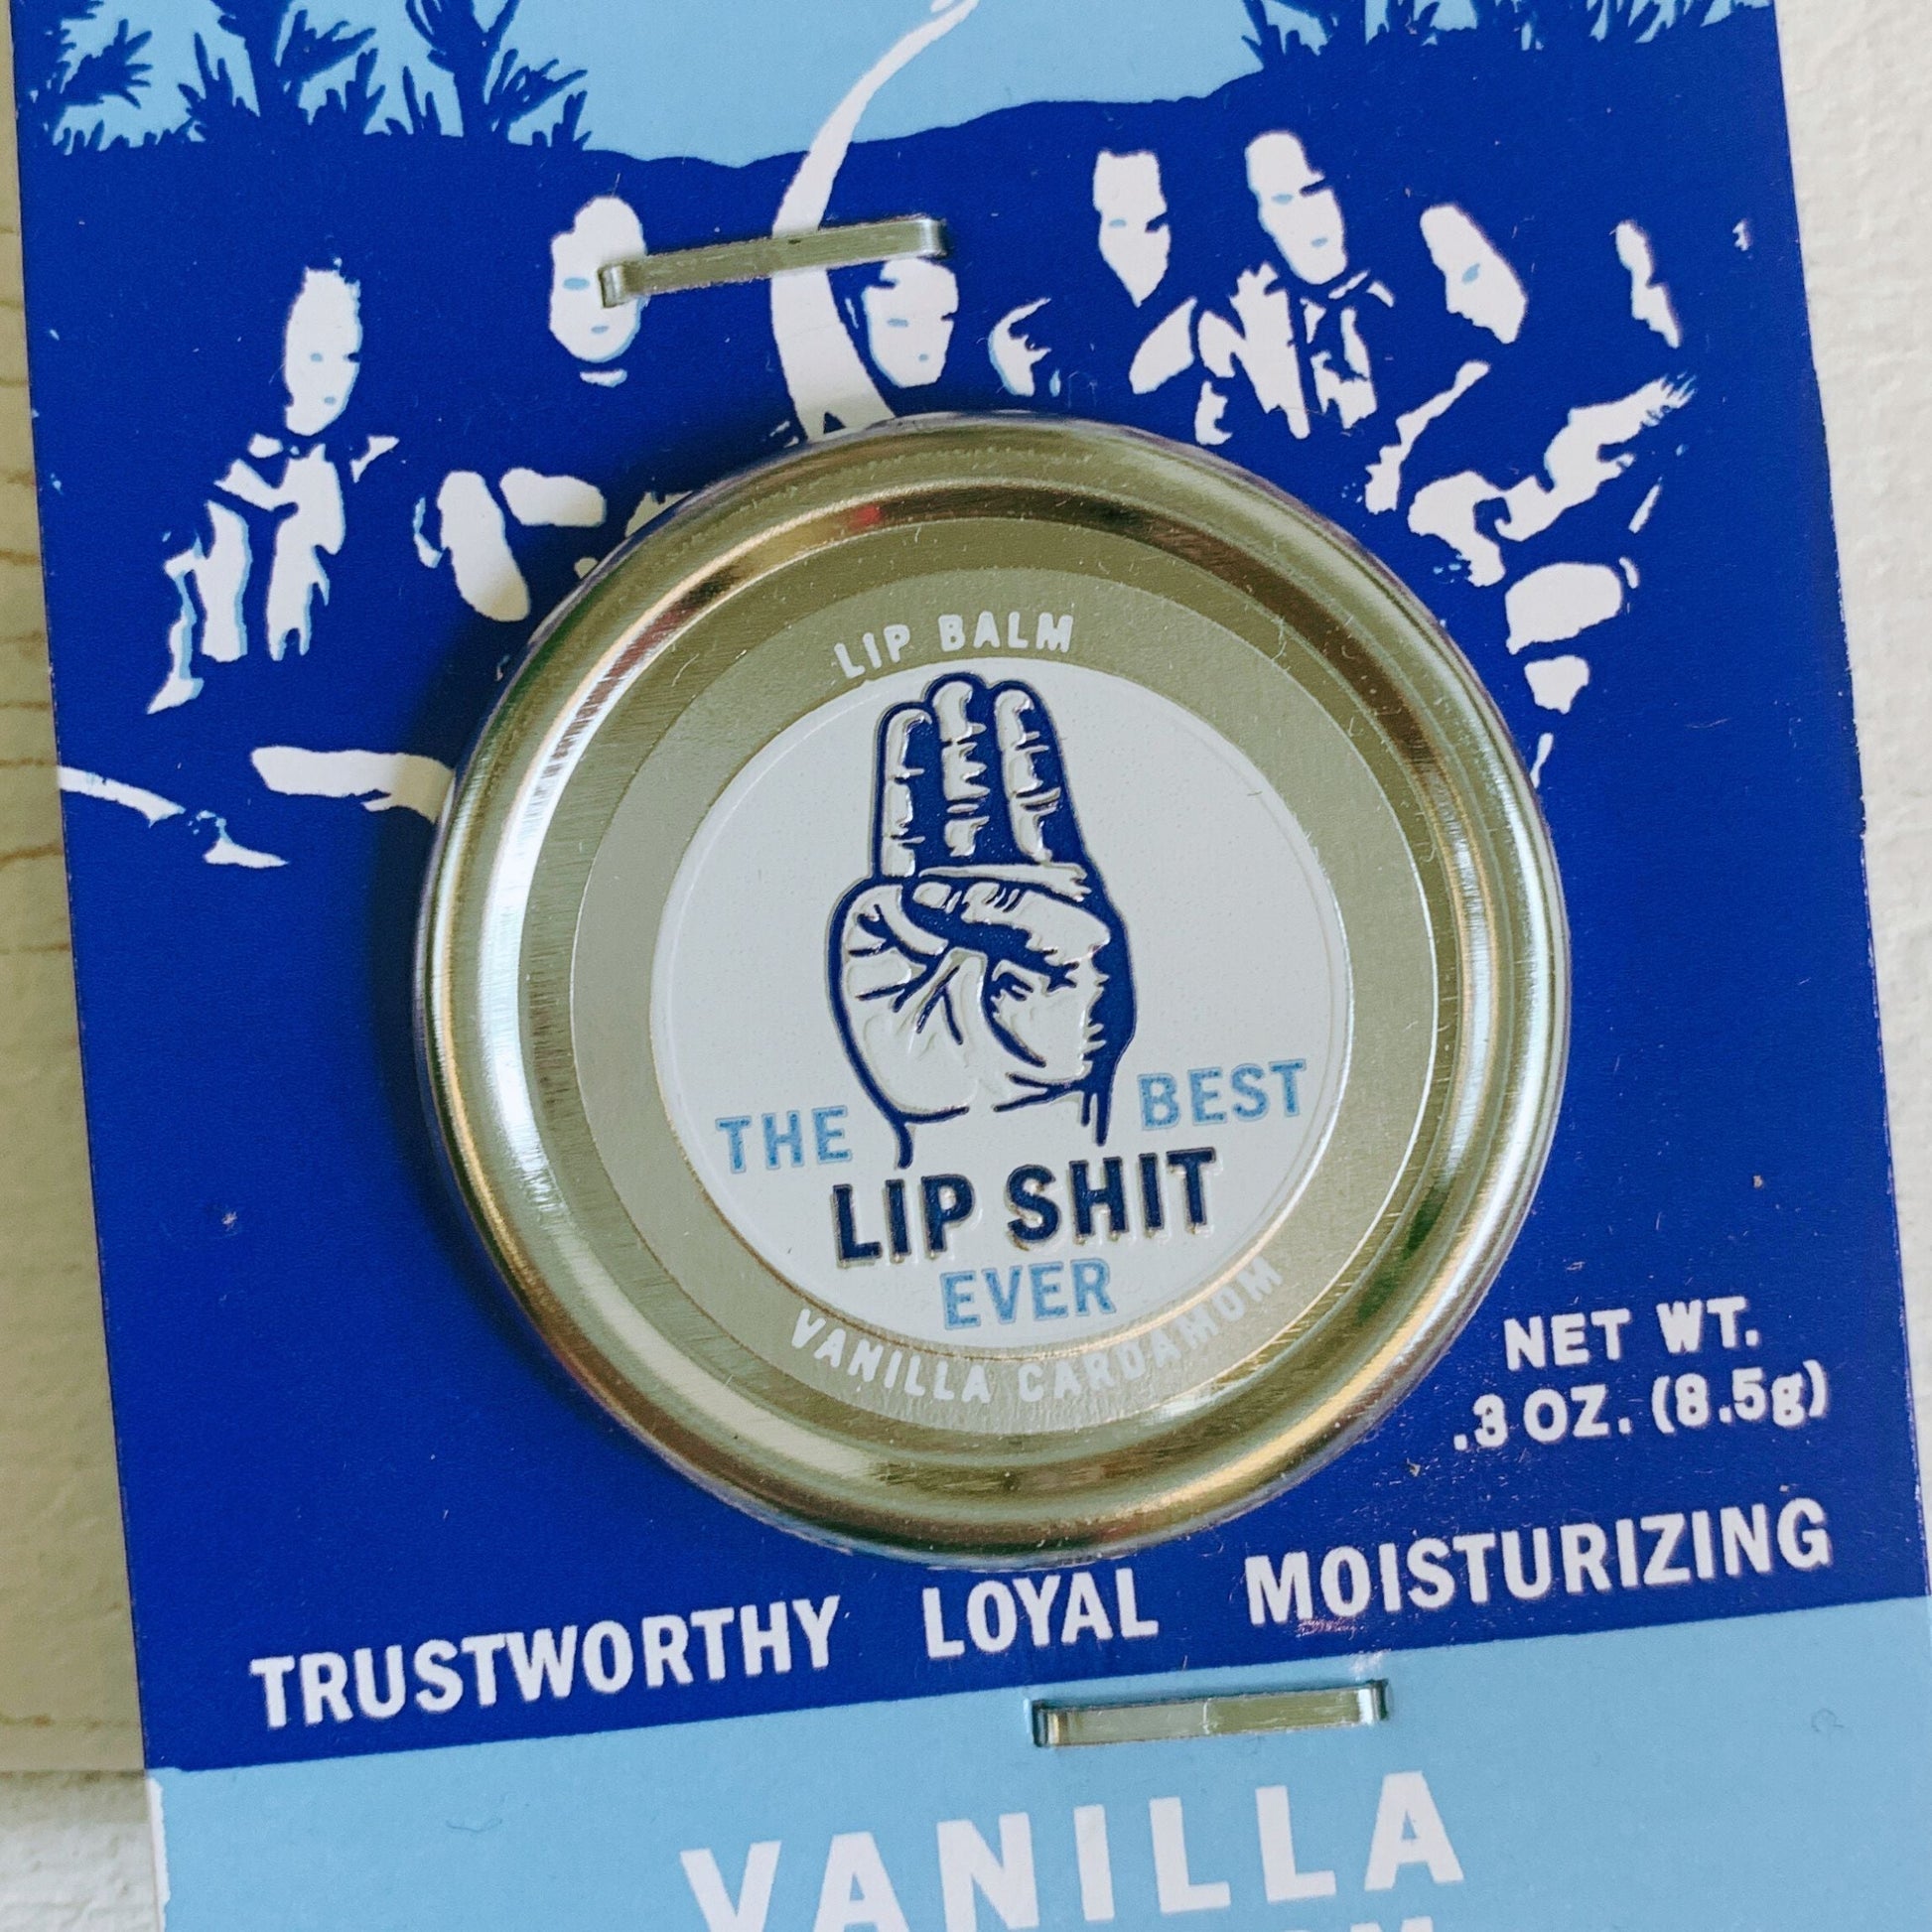 LIP BALM
THE BEST
LIP SHIT
EVER
VANILLA CARDAMOM
NET WT.
.3 OZ. (8.5g)
TRUSTWORTHY LOYAL MOISTURIZING
VANILLA